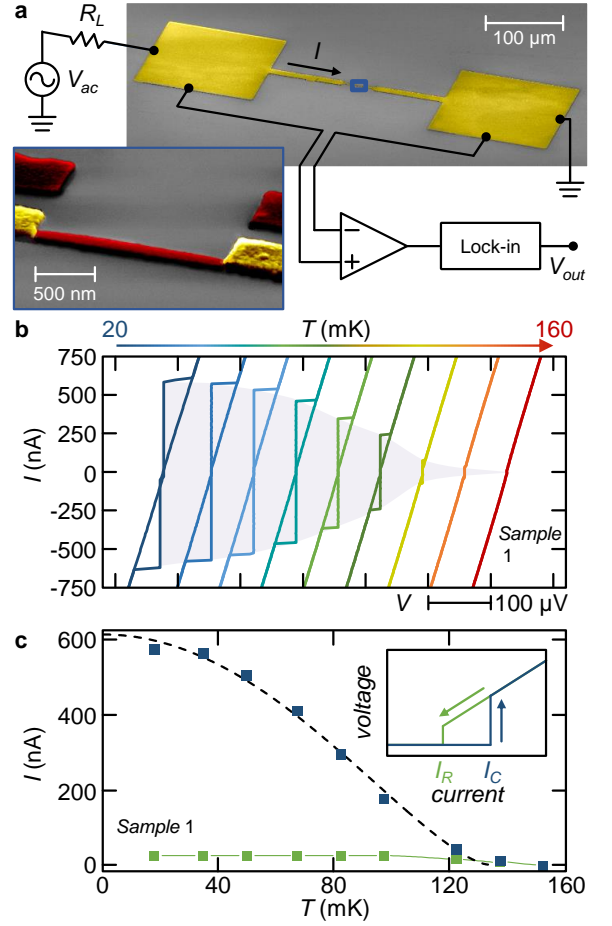 a
R_L
V_ac
I
100 μm
500 nm
Lock-in
V_out
b
20
T (mK)
160
750
500
250
0
-250
-500
-750
I (nA)
Sample
1
V
100 μV
c
600
400
200
0
I (nA)
voltage
I_R
I_C
current
Sample 1
0
40
80
120
160
T (mK)